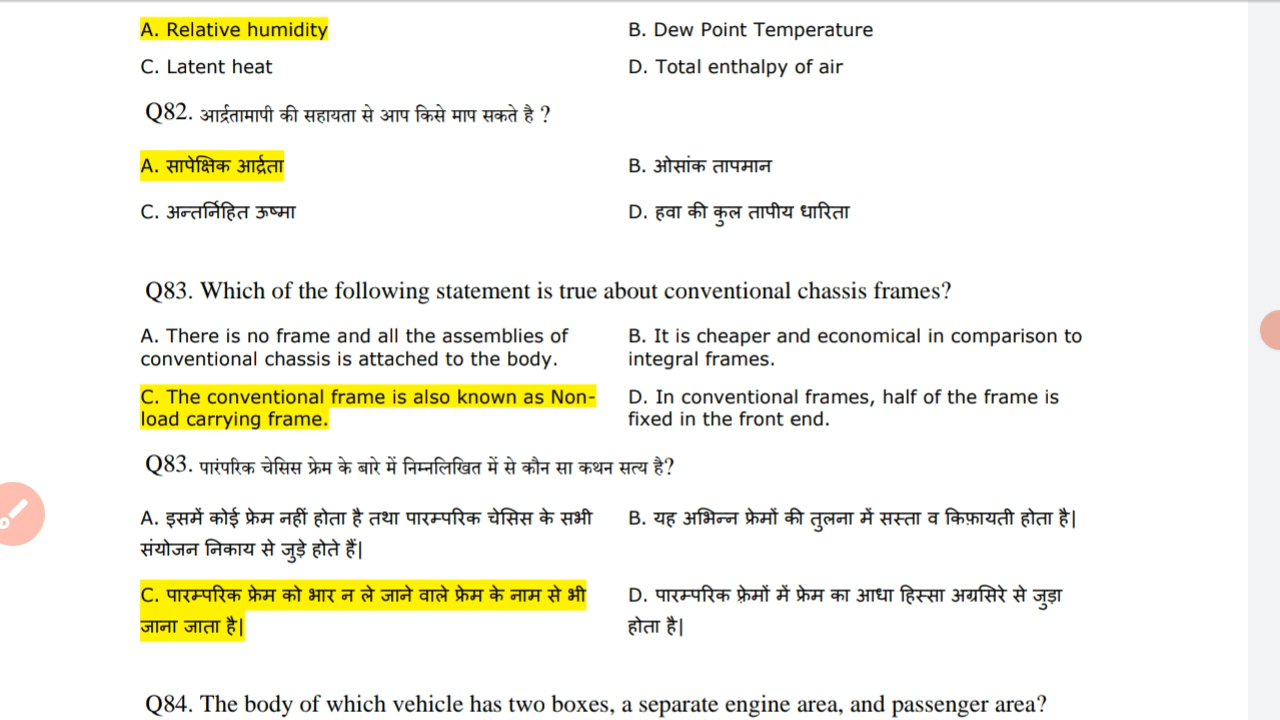 A. Relative humidity B. Dew Point Temperature
C. Latent heat D. Total enthalpy of air
Q82. आर्द्रतामापी की सहायता से आप किसे माप सकते है ?
A. सापेक्षिक आर्द्रता B. ओसांक तापमान
C. अन्तर्निहित ऊष्मा D. हवा की कुल तापीय धारिता
Q83. Which of the following statement is true about conventional chassis frames?
A. There is no frame and all the assemblies of
conventional chassis is attached to the body.
B. It is cheaper and economical in comparison to
integral frames.
C. The conventional frame is also known as Non-
load carrying frame.
D. In conventional frames, half of the frame is
fixed in the front end.
Q83. पारंपरिक चेसिस फ्रेम के बारे में निम्नलिखित में से कौन सा कथन सत्य है?
A. इसमें कोई फ्रेम नहीं होता है तथा पारम्परिक चेसिस के सभी
संयोजन निकाय से जुड़े होते हैं|
B. यह अभिन्न फ्रेमों की तुलना में सस्ता व किफ़ायती होता है|
C. पारम्परिक फ्रेम को भार न ले जाने वाले फ्रेम के नाम से भी
जाना जाता है|
D. पारम्परिक फ़्रेमों में फ्रेम का आधा हिस्सा अग्रसिरे से जुड़ा
होता है|
Q84. The body of which vehicle has two boxes, a separate engine area, and passenger area?